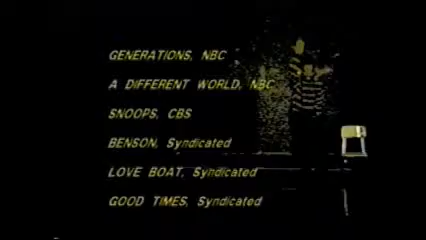 GENERATIONS, NBC
A DIFFERENT WORLD, NBC
SNOOPS, CBS
BENSON, Syndicated
LOVE BOAT, Syndicated
GOOD TIMES, Syndicated